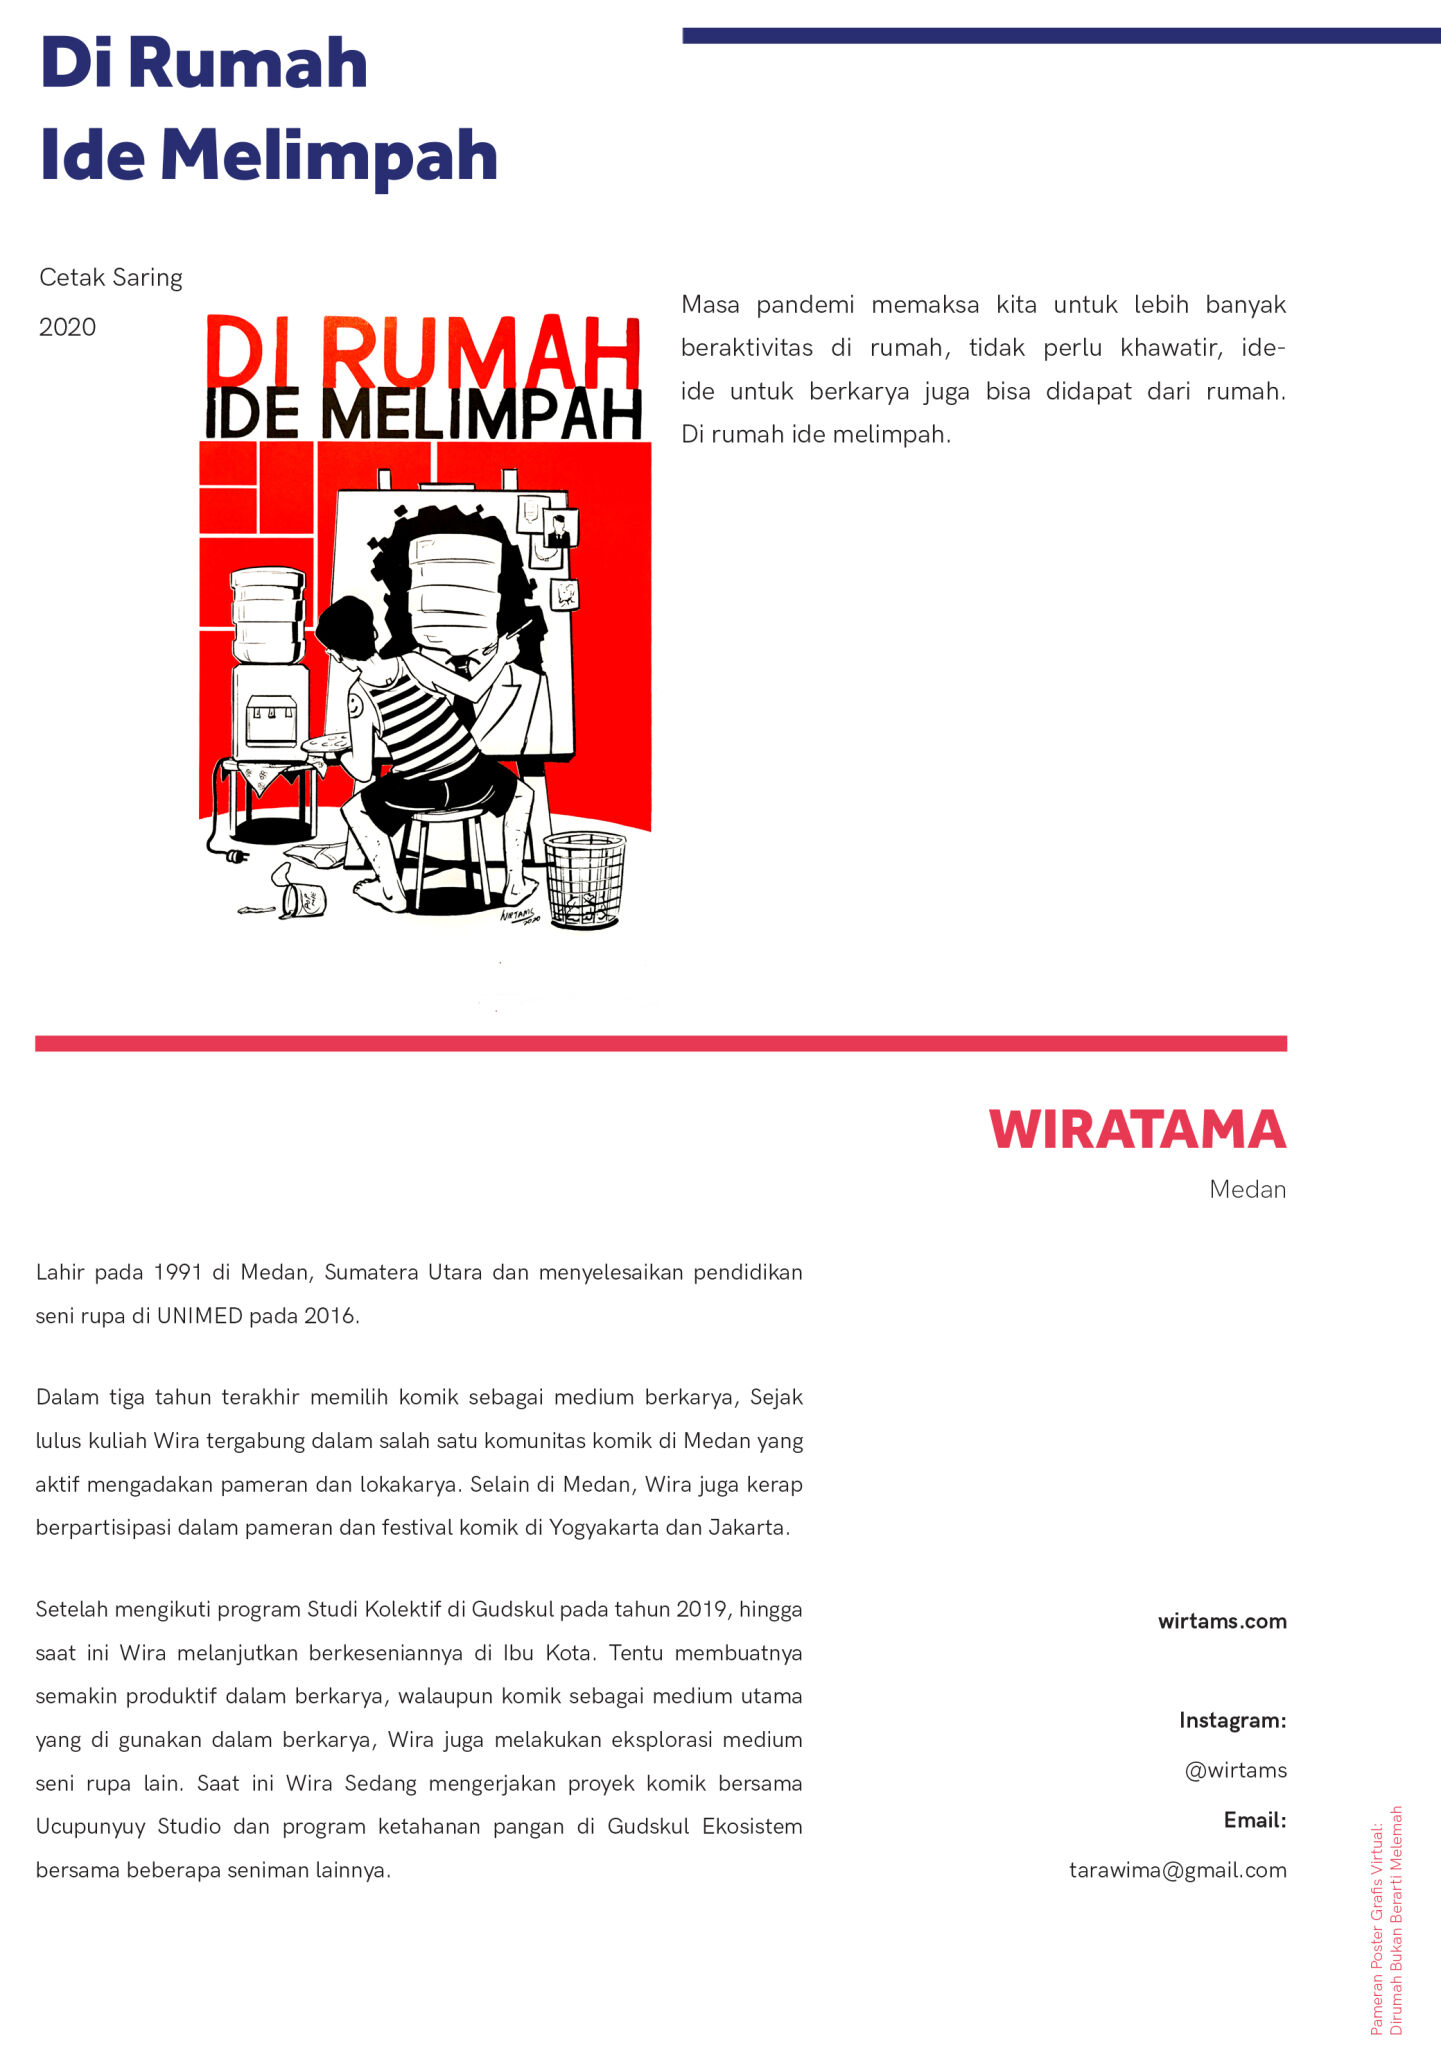 Di Rumah
Ide Melimpah
Cetak Saring
2020
DI RUMAH
IDE MELIMPAH
WIRTAMS
2020
Masa pandemi memaksa kita untuk lebih banyak
beraktivitas di rumah, tidak perlu khawatir, ide-
ide untuk berkarya juga bisa didapat dari rumah.
Di rumah ide melimpah.
WIRATAMA
Medan
Lahir pada 1991 di Medan, Sumatera Utara dan menyelesaikan pendidikan
seni rupa di UNIMED pada 2016.
Dalam tiga tahun terakhir memilih komik sebagai medium berkarya, Sejak
lulus kuliah Wira tergabung dalam salah satu komunitas komik di Medan yang
aktif mengadakan pameran dan lokakarya. Selain di Medan, Wira juga kerap
berpartisipasi dalam pameran dan festival komik di Yogyakarta dan Jakarta.
Setelah mengikuti program Studi Kolektif di Gudskul pada tahun 2019, hingga
saat ini Wira melanjutkan berkeseniannya di Ibu Kota. Tentu membuatnya
semakin produktif dalam berkarya, walaupun komik sebagai medium utama
yang di gunakan dalam berkarya, Wira juga melakukan eksplorasi medium
seni rupa lain. Saat ini Wira Sedang mengerjakan proyek komik bersama
Ucupunyuy Studio dan program ketahanan pangan di Gudskul Ekosistem
bersama beberapa seniman lainnya.
wirtams.com
Instagram:
@wirtams
Email:
tarawima@gmail.com
Pameran Poster Grafis Virtual:
Dirumah Bukan Berarti Melemah